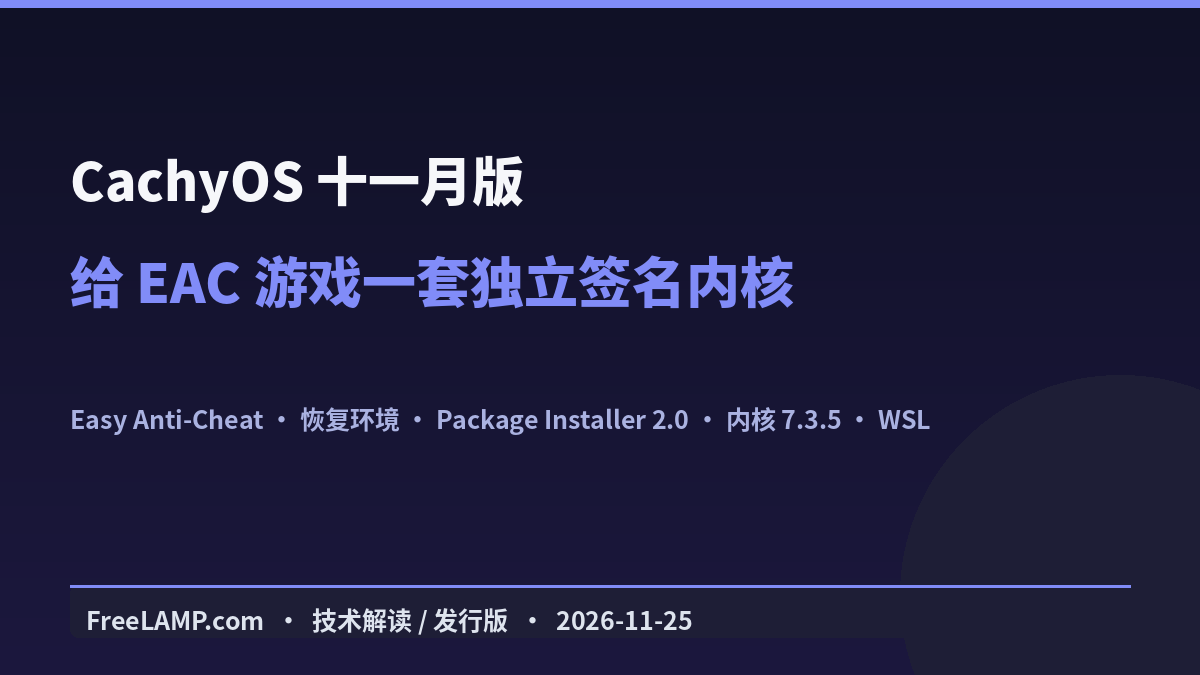 CachyOS 十一月版
给 EAC 游戏一套独立签名内核
Easy Anti-Cheat · 恢复环境 · Package Installer 2.0 · 内核 7.3.5 · WSL
FreeLAMP.com · 技术解读 / 发行版 · 2026-11-25